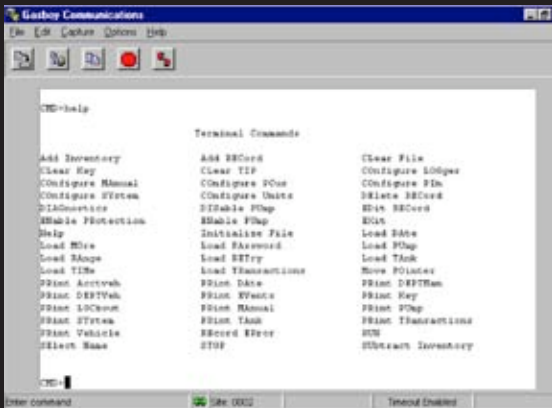 Gasboy Communications
File Edit Capture Options Help
CMD>help
Terminal Commands
Add Inventory Add RECord CLear File
CLear Key CLear TIP COnfigure LOGger
COnfigure MAnual COnfigure PCus COnfigure PIn
COnfigure SYstem COnfigure Units DELete RECord
DIAGnostics DISable PUmp EDit RECord
ENable PROtection ENable PUmp EXit
Help Initialize File Load DAte
Load MOre Load PAssword Load PUmp
Load RAnge Load RETry Load TAnk
Load TIMe Load TRansactions Move POinter
PRint Acctveh PRint DAte PRint DEPTMan
PRint DEPTVeh PRint EVents PRint Key
PRint LOCkout PRint MAnual PRint PUmp
PRint SYstem PRint TAnk PRint TRansactions
PRint Vehicle REcord ERror RUN
SElect Name STOP SUbtract Inventory
CMD>
Enter command Site: 0002 Timeout Enabled